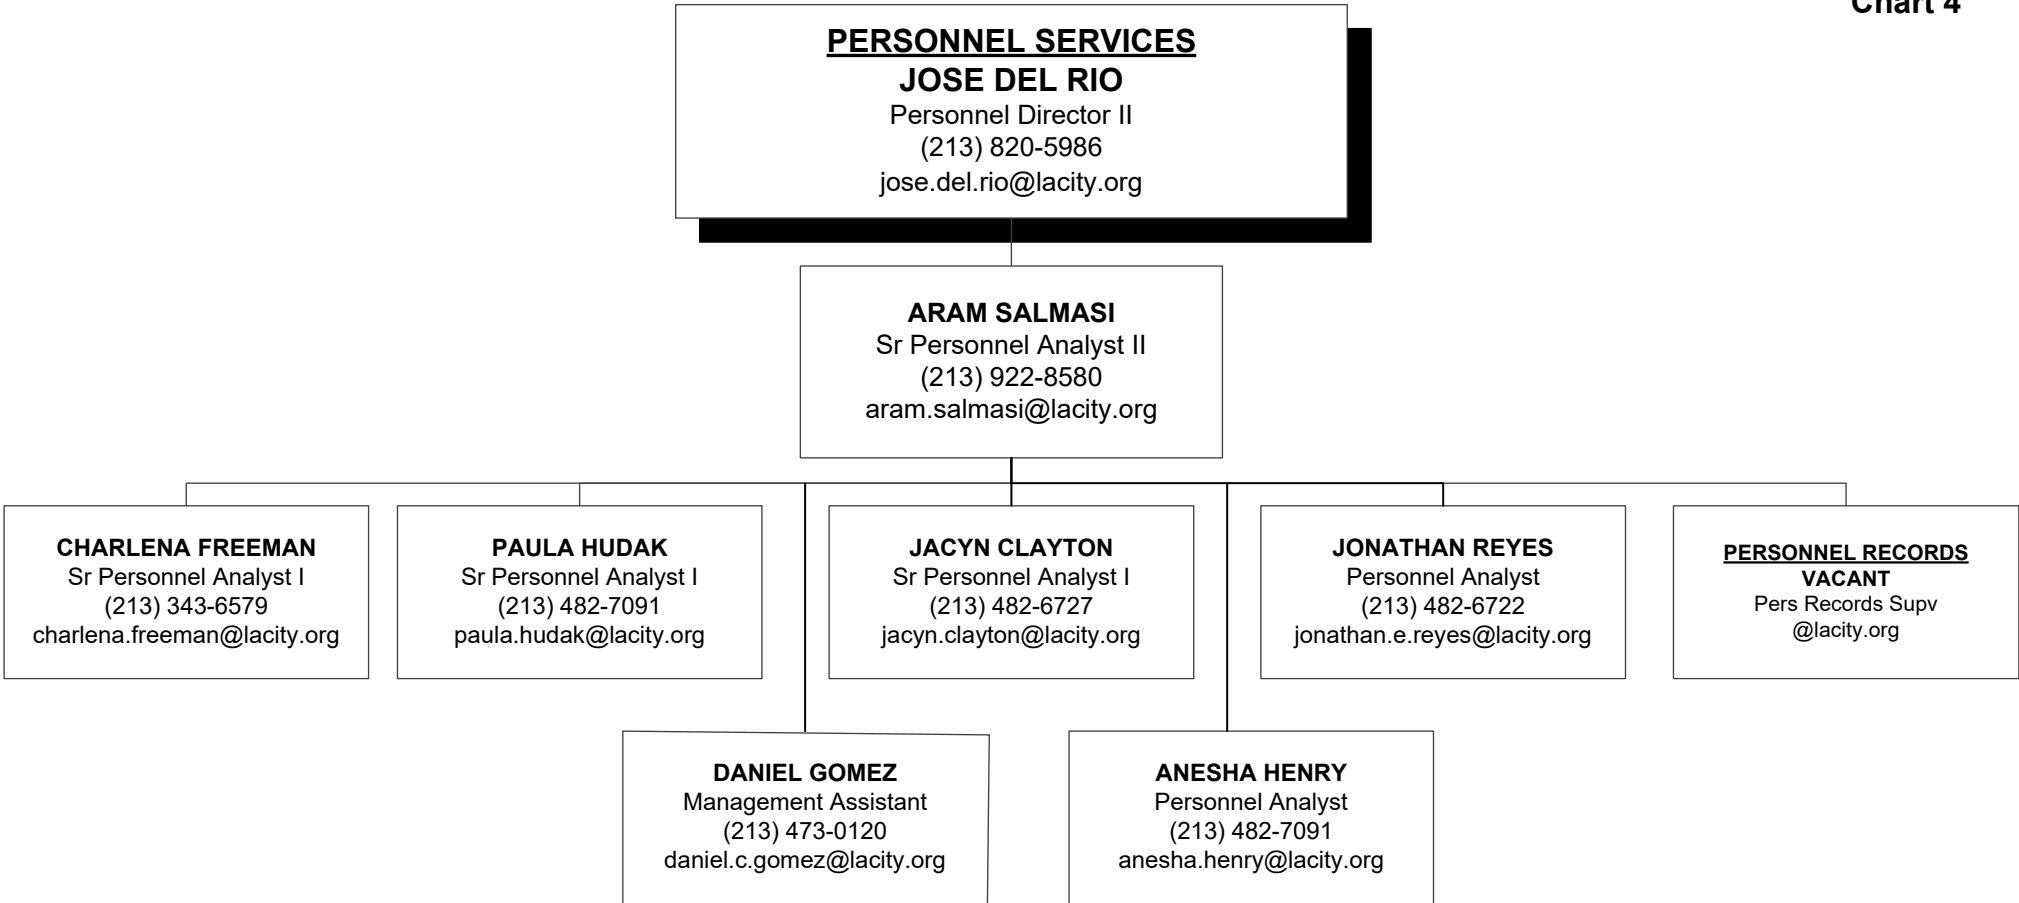 Chart 4
PERSONNEL SERVICES
JOSE DEL RIO
Personnel Director II
(213) 820-5986
jose.del.rio@lacity.org
ARAM SALMASI
Sr Personnel Analyst II
(213) 922-8580
aram.salmasi@lacity.org
CHARLENA FREEMAN
Sr Personnel Analyst I
(213) 343-6579
charlena.freeman@lacity.org
PAULA HUDAK
Sr Personnel Analyst I
(213) 482-7091
paula.hudak@lacity.org
JACYN CLAYTON
Sr Personnel Analyst I
(213) 482-6727
jacyn.clayton@lacity.org
JONATHAN REYES
Personnel Analyst
(213) 482-6722
jonathan.e.reyes@lacity.org
PERSONNEL RECORDS
VACANT
Pers Records Supv
@lacity.org
DANIEL GOMEZ
Management Assistant
(213) 473-0120
daniel.c.gomez@lacity.org
ANESHA HENRY
Personnel Analyst
(213) 482-7091
anesha.henry@lacity.org